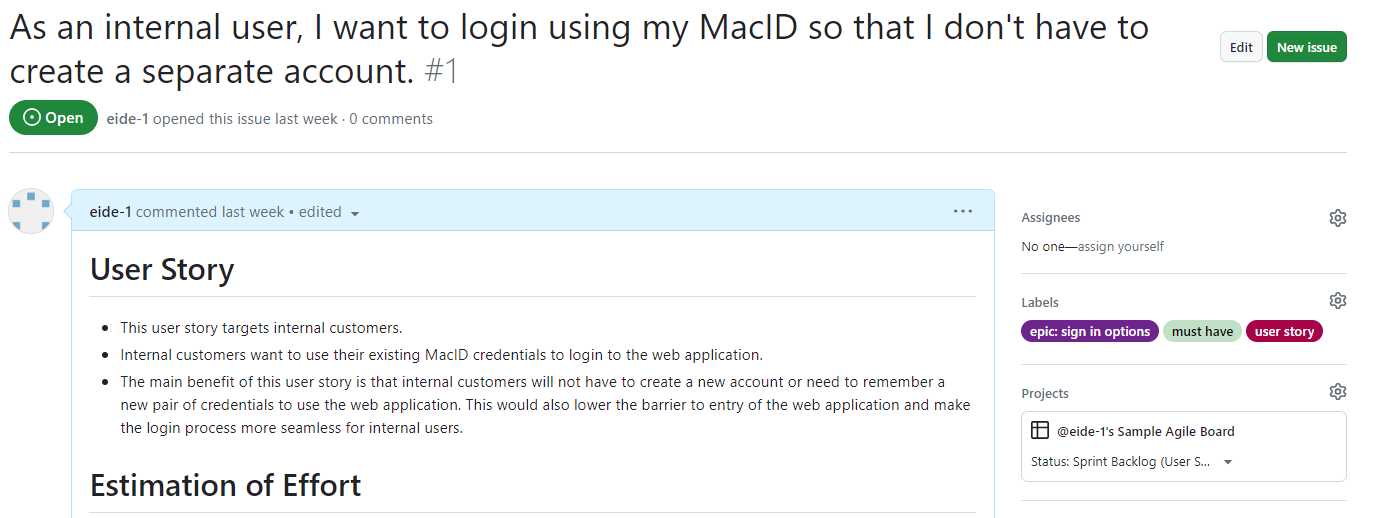 As an internal user, I want to login using my MacID so that I don't have to
create a separate account. #1
Edit
New issue
Open
eide-1 opened this issue last week · 0 comments
eide-1 commented last week • edited
Assignees
No one—assign yourself
User Story
This user story targets internal customers.
Internal customers want to use their existing MacID credentials to login to the web application.
The main benefit of this user story is that internal customers will not have to create a new account or need to remember a
new pair of credentials to use the web application. This would also lower the barrier to entry of the web application and make
the login process more seamless for internal users.
Estimation of Effort
Labels
epic: sign in options
must have
user story
Projects
@eide-1's Sample Agile Board
Status: Sprint Backlog (User S...